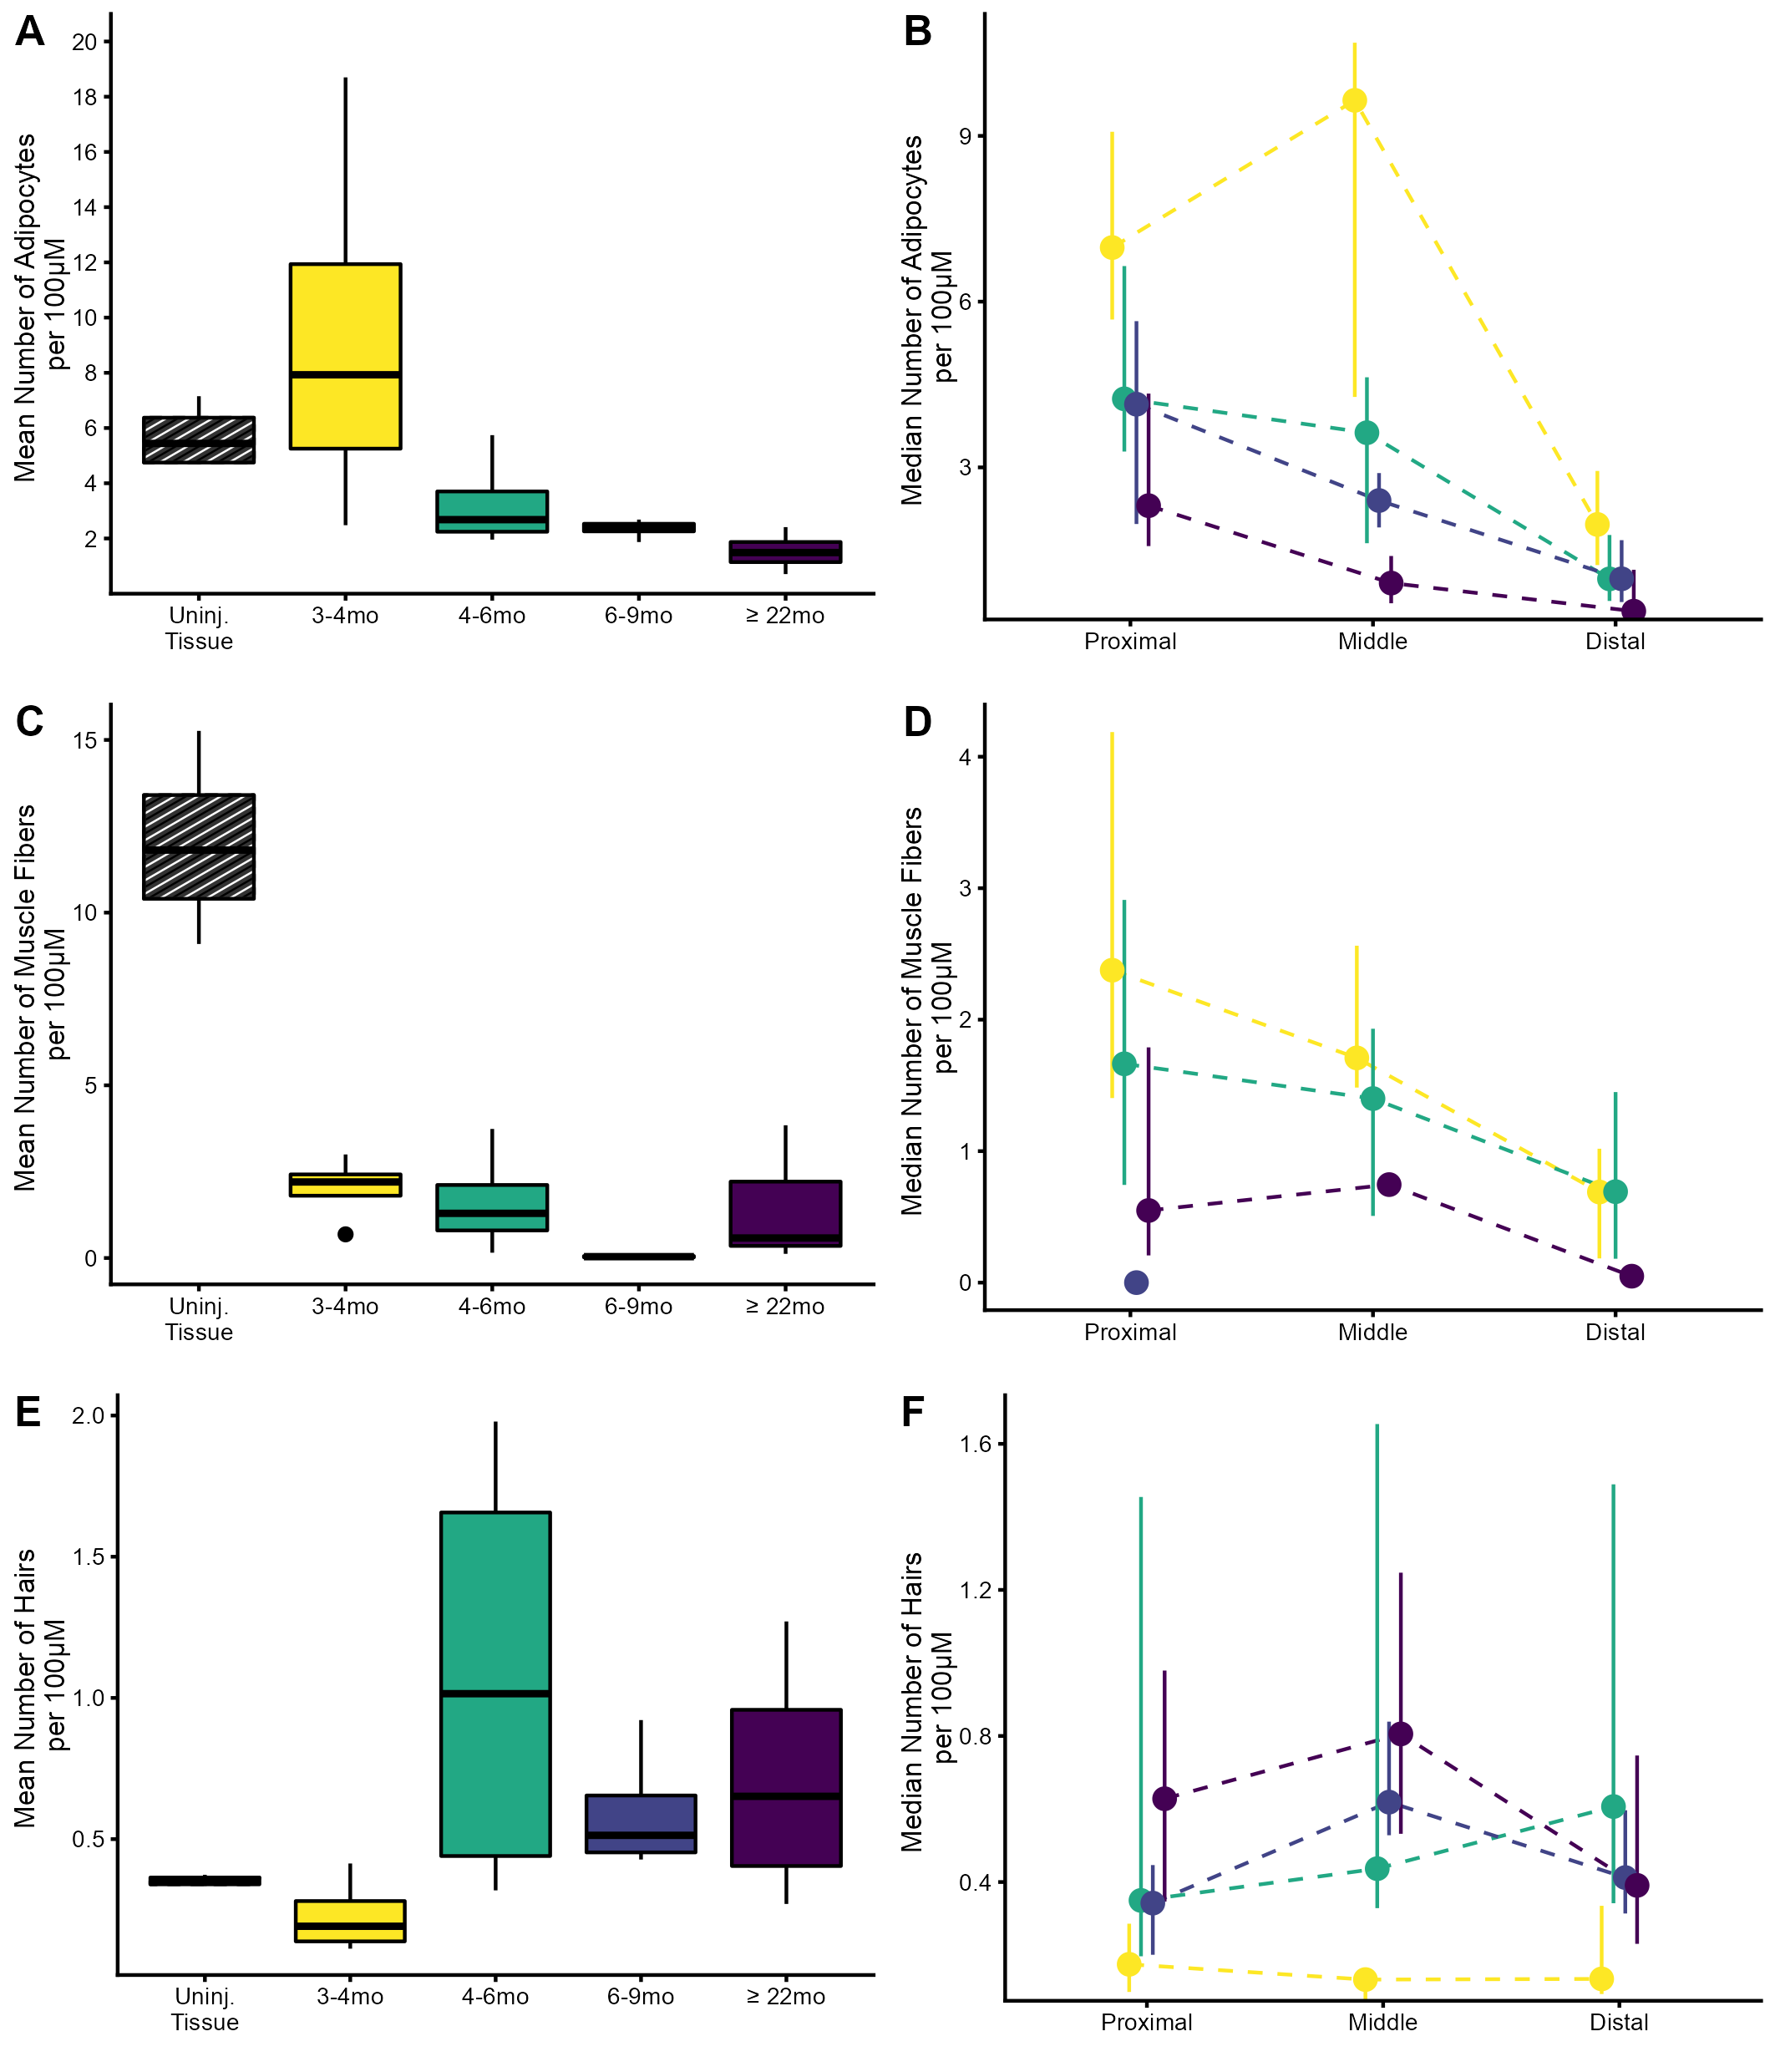 A
Mean Number of Adipocytes
per 100µM
20
18
16
14
12
10
8
6
4
2
Uninj.
Tissue
3-4mo
4-6mo
6-9mo
≥ 22mo
B
Median Number of Adipocytes
per 100µM
9
6
3
Proximal
Middle
Distal
C
Mean Number of Muscle Fibers
per 100µM
15
10
5
0
Uninj.
Tissue
3-4mo
4-6mo
6-9mo
≥ 22mo
D
Median Number of Muscle Fibers
per 100µM
4
3
2
1
0
Proximal
Middle
Distal
E
Mean Number of Hairs
per 100µM
2.0
1.5
1.0
0.5
Uninj.
Tissue
3-4mo
4-6mo
6-9mo
≥ 22mo
F
Median Number of Hairs
per 100µM
1.6
1.2
0.8
0.4
Proximal
Middle
Distal